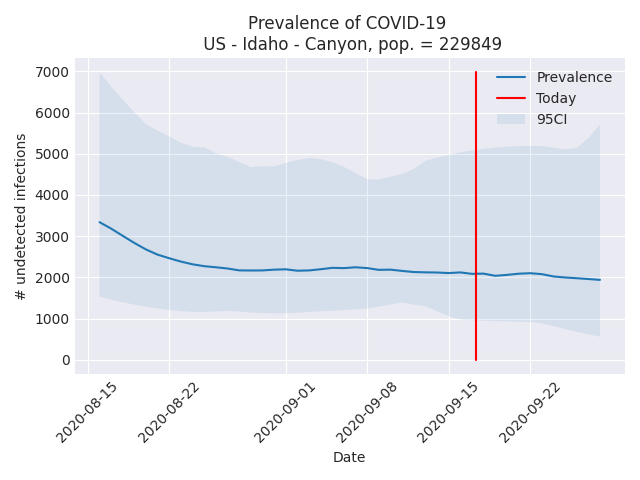 Prevalence of COVID-19
US - Idaho - Canyon, pop. = 229849
7000
6000
5000
4000
3000
2000
1000
0
# undetected infections
Prevalence
Today
95CI
2020-08-15
2020-08-22
2020-09-01
2020-09-08
2020-09-15
2020-09-22
Date